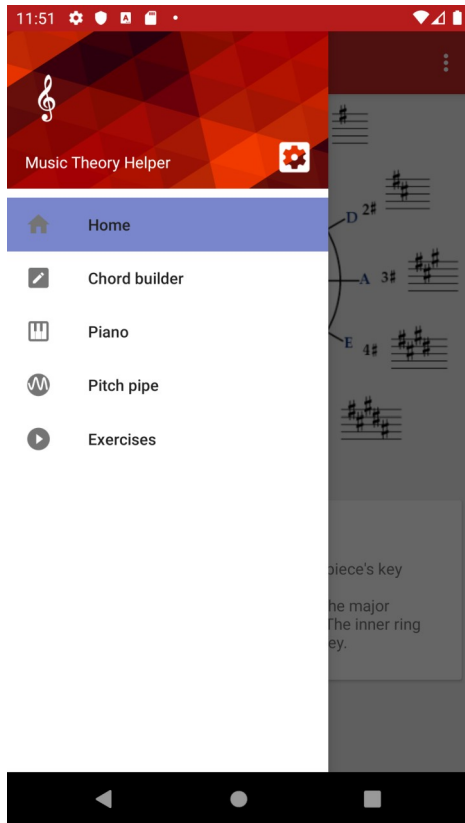 11:51
Music Theory Helper
Home
Chord builder
Piano
Pitch pipe
Exercises
D 2#
A 3#
E 4#
piece's key
he major
The inner ring
ey.